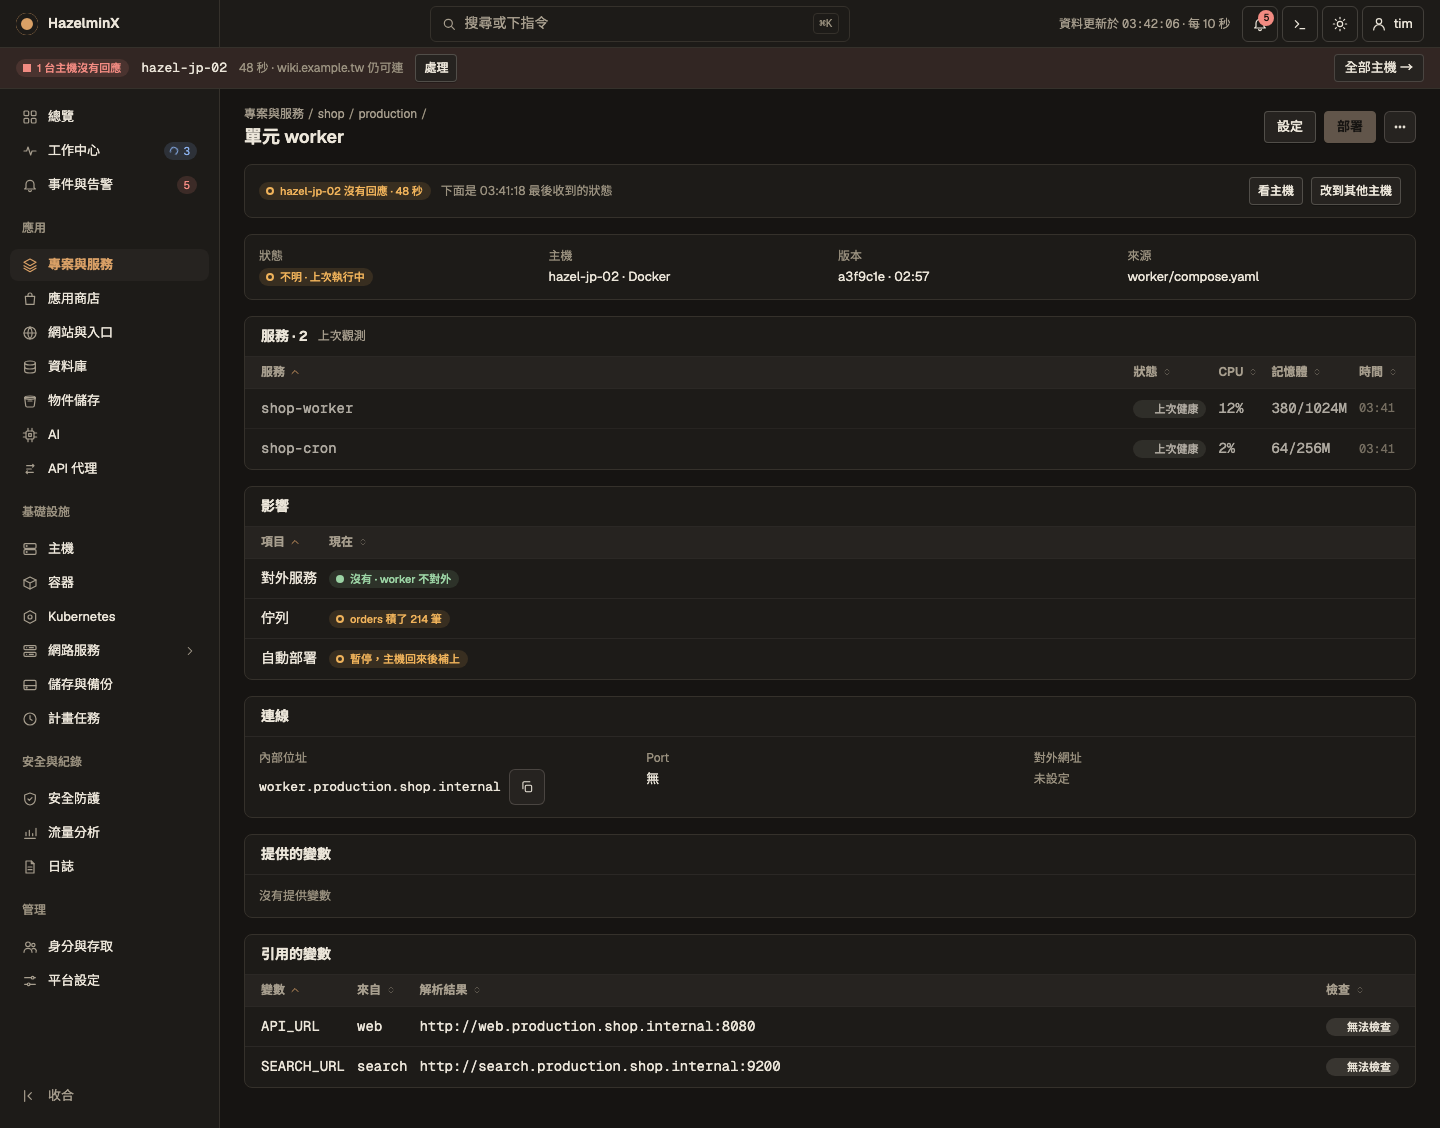 HazelminX
搜尋或下指令
⌘K
資料更新於 03:42:06 · 每 10 秒
5
tim
1 台主機沒有回應
hazel-jp-02
48 秒 · wiki.example.tw 仍可連
處理
全部主機 →
總覽
工作中心
3
事件與告警
5
應用
專案與服務
應用商店
網站與入口
資料庫
物件儲存
AI
API 代理
基礎設施
主機
容器
Kubernetes
網路服務
儲存與備份
計畫任務
安全與紀錄
安全防護
流量分析
日誌
管理
身分與存取
平台設定
收合
專案與服務 / shop / production /
單元 worker
設定
部署
hazel-jp-02 沒有回應 · 48 秒
下面是 03:41:18 最後收到的狀態
看主機
改到其他主機
狀態
不明 · 上次執行中
主機
hazel-jp-02 · Docker
版本
a3f9c1e · 02:57
來源
worker/compose.yaml
服務 · 2 上次觀測
服務 狀態 CPU 記憶體 時間
shop-worker 上次健康 12% 380/1024M 03:41
shop-cron 上次健康 2% 64/256M 03:41
影響
項目 現在
對外服務 沒有 · worker 不對外
佇列 orders 積了 214 筆
自動部署 暫停，主機回來後補上
連線
內部位址
worker.production.shop.internal
Port
無
對外網址
未設定
提供的變數
沒有提供變數
引用的變數
變數 來自 解析結果 檢查
API_URL web http://web.production.shop.internal:8080 無法檢查
SEARCH_URL search http://search.production.shop.internal:9200 無法檢查